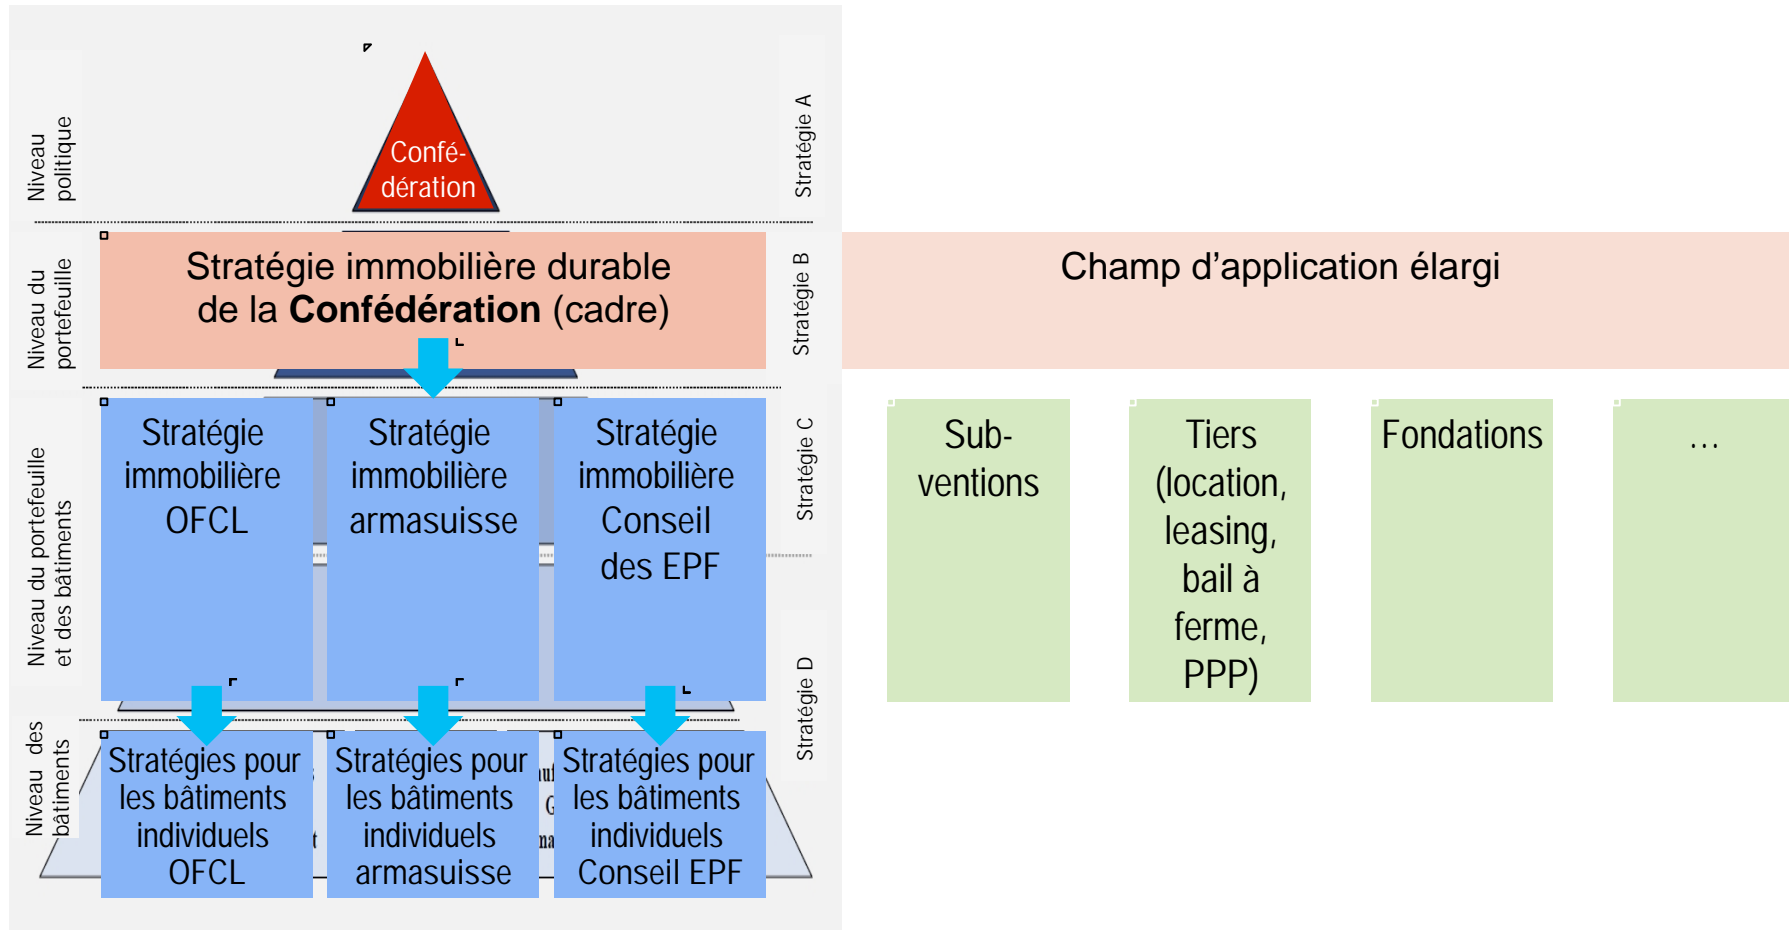 Niveau
politique
Confé-
dération
Stratégie A
Niveau du
portefeuille
Stratégie immobilière durable
de la Confédération (cadre)
Stratégie B
Champ d’application élargi
Niveau du portefeuille
et des bâtiments
Stratégie
immobilière
OFCL
Stratégie
immobilière
armasuisse
Stratégie
immobilière
Conseil
des EPF
Stratégie C
Stratégie D
Sub-
ventions
Tiers
(location,
leasing,
bail à
ferme,
PPP)
Fondations
…
Niveau des
bâtiments
Stratégies pour
les bâtiments
individuels
OFCL
Stratégies pour
les bâtiments
individuels
armasuisse
Stratégies pour
les bâtiments
individuels
Conseil EPF